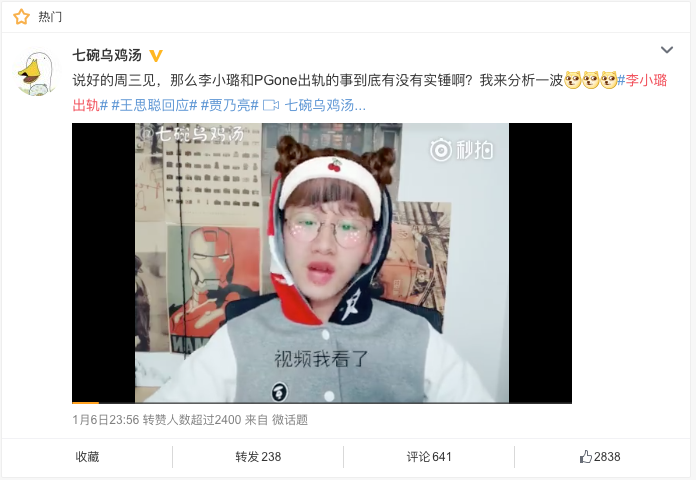 热门
七碗乌鸡汤
说好的周三见，那么李小璐和PGone出轨的事到底有没有实锤啊？我来分析一波#李小璐
出轨# #王思聪回应# #贾乃亮# 七碗乌鸡汤...
@七碗乌鸡汤
秒拍
视频我看了
1月6日23:56 转赞人数超过2400 来自 微话题
收藏
转发 238
评论 641
2838